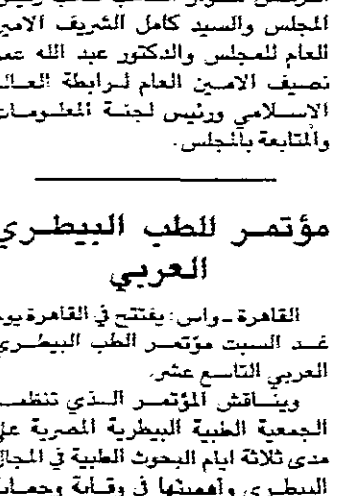 المجلس والسيد كامل الشريف الامين
العام للمجلس والدكتور عبد الله عمر
نصيف الامين العام لرابطة العالم
الاسلامي ورئيس لجنة المعلومات
والمتابعة بالمجلس.
مؤتمر للطب البيطري
العربي
القاهرة - واس: يفتتح في القاهرة يوم
غد السبت مؤتمر الطب البيطري
العربي التاسع عشر.
ويناقش المؤتمر الذي تنظمه
الجمعية الطبية البيطرية المصرية على
مدى ثلاثة ايام البحوث الطبية في المجال
البيطري واهميتها في وقاية وحماية